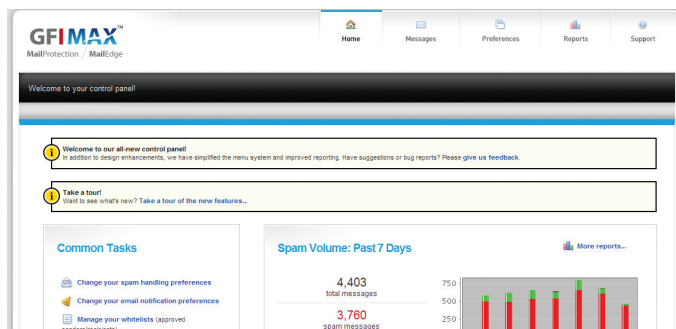 GFI MAX™
MailProtection / MailEdge
Home
Messages
Preferences
Reports
Support
Welcome to your control panel!
Welcome to our all-new control panel!
In addition to design enhancements, we have simplified the menu system and improved reporting. Have suggestions or bug reports? Please give us feedback.
Take a tour!
Want to see what's new? Take a tour of the new features...
Common Tasks
Change your spam handling preferences
Change your email notification preferences
Manage your whitelists (approved
Spam Volume: Past 7 Days
More reports...
4,403
total messages
3,760
spam messages
750
500
250